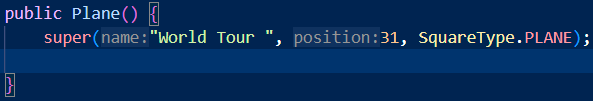 public Plane() {
super(name:"World Tour ", position:31, SquareType.PLANE);
}